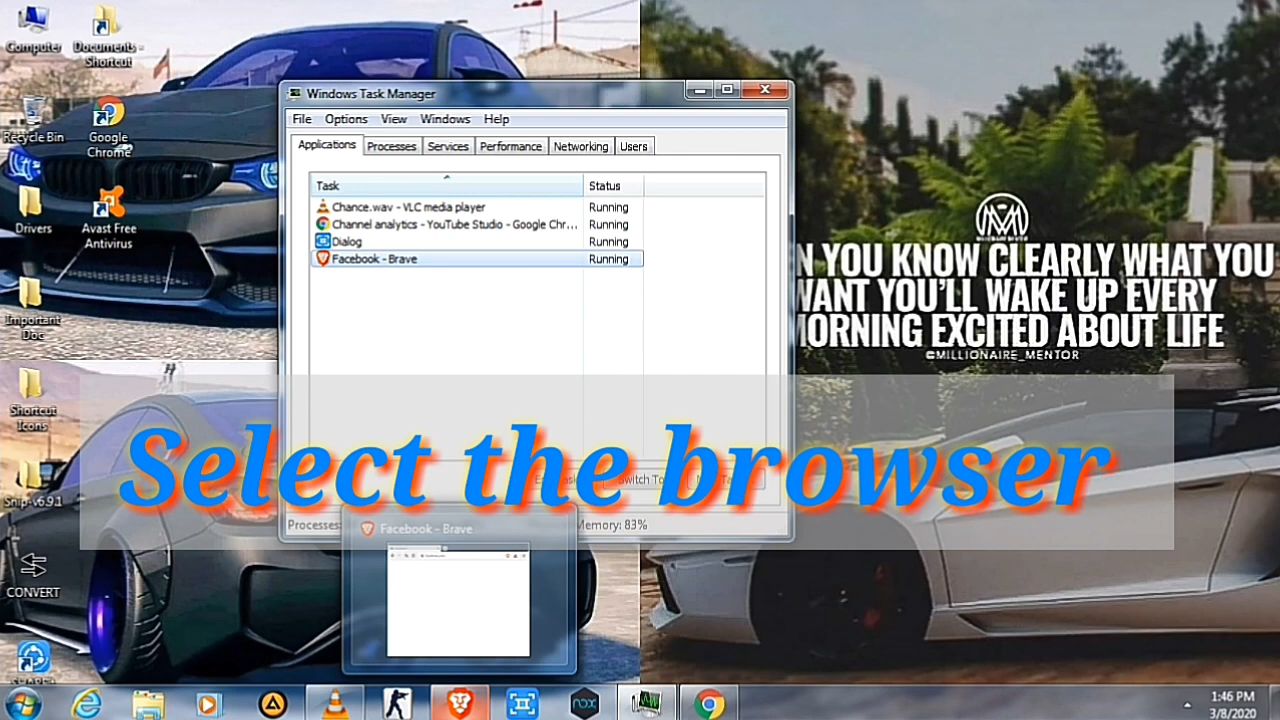 Computer
Documents - Shortcut
Recycle Bin
Google Chrome
Drivers
Avast Free Antivirus
Important Doc
Shortcut Icons
Snip-v6.9.1
CONVERT
Windows Task Manager
File Options View Windows Help
Applications Processes Services Performance Networking Users
Task Status
Chance.wav - VLC media player Running
Channel analytics - YouTube Studio - Google Chr... Running
Dialog Running
Facebook - Brave Running
Switch To
Processes:
Memory: 83%
Select the browser
Facebook - Brave
N YOU KNOW CLEARLY WHAT YOU
WANT YOU'LL WAKE UP EVERY
MORNING EXCITED ABOUT LIFE
@MILLIONAIRE_MENTOR
nox
1:46 PM
3/8/2020